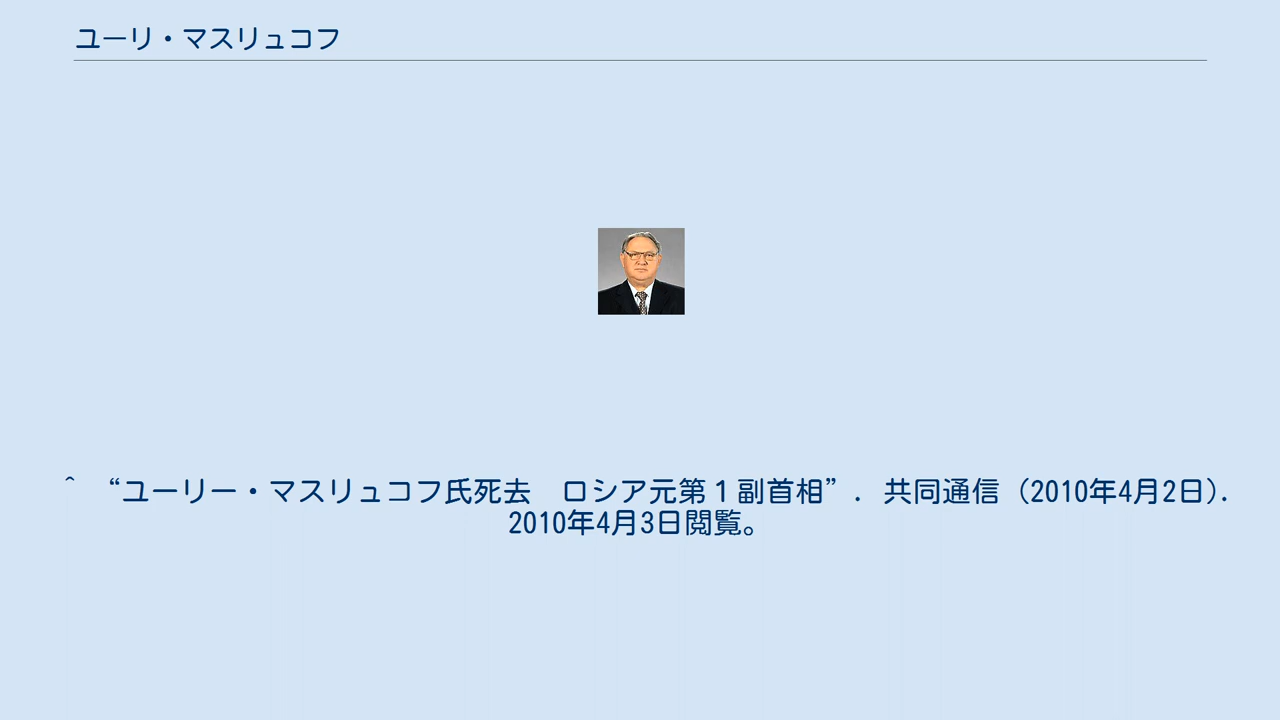 ユーリ・マスリュコフ
^ “ユーリー・マスリュコフ氏死去　ロシア元第１副首相”. 共同通信 (2010年4月2日).
2010年4月3日閲覧。